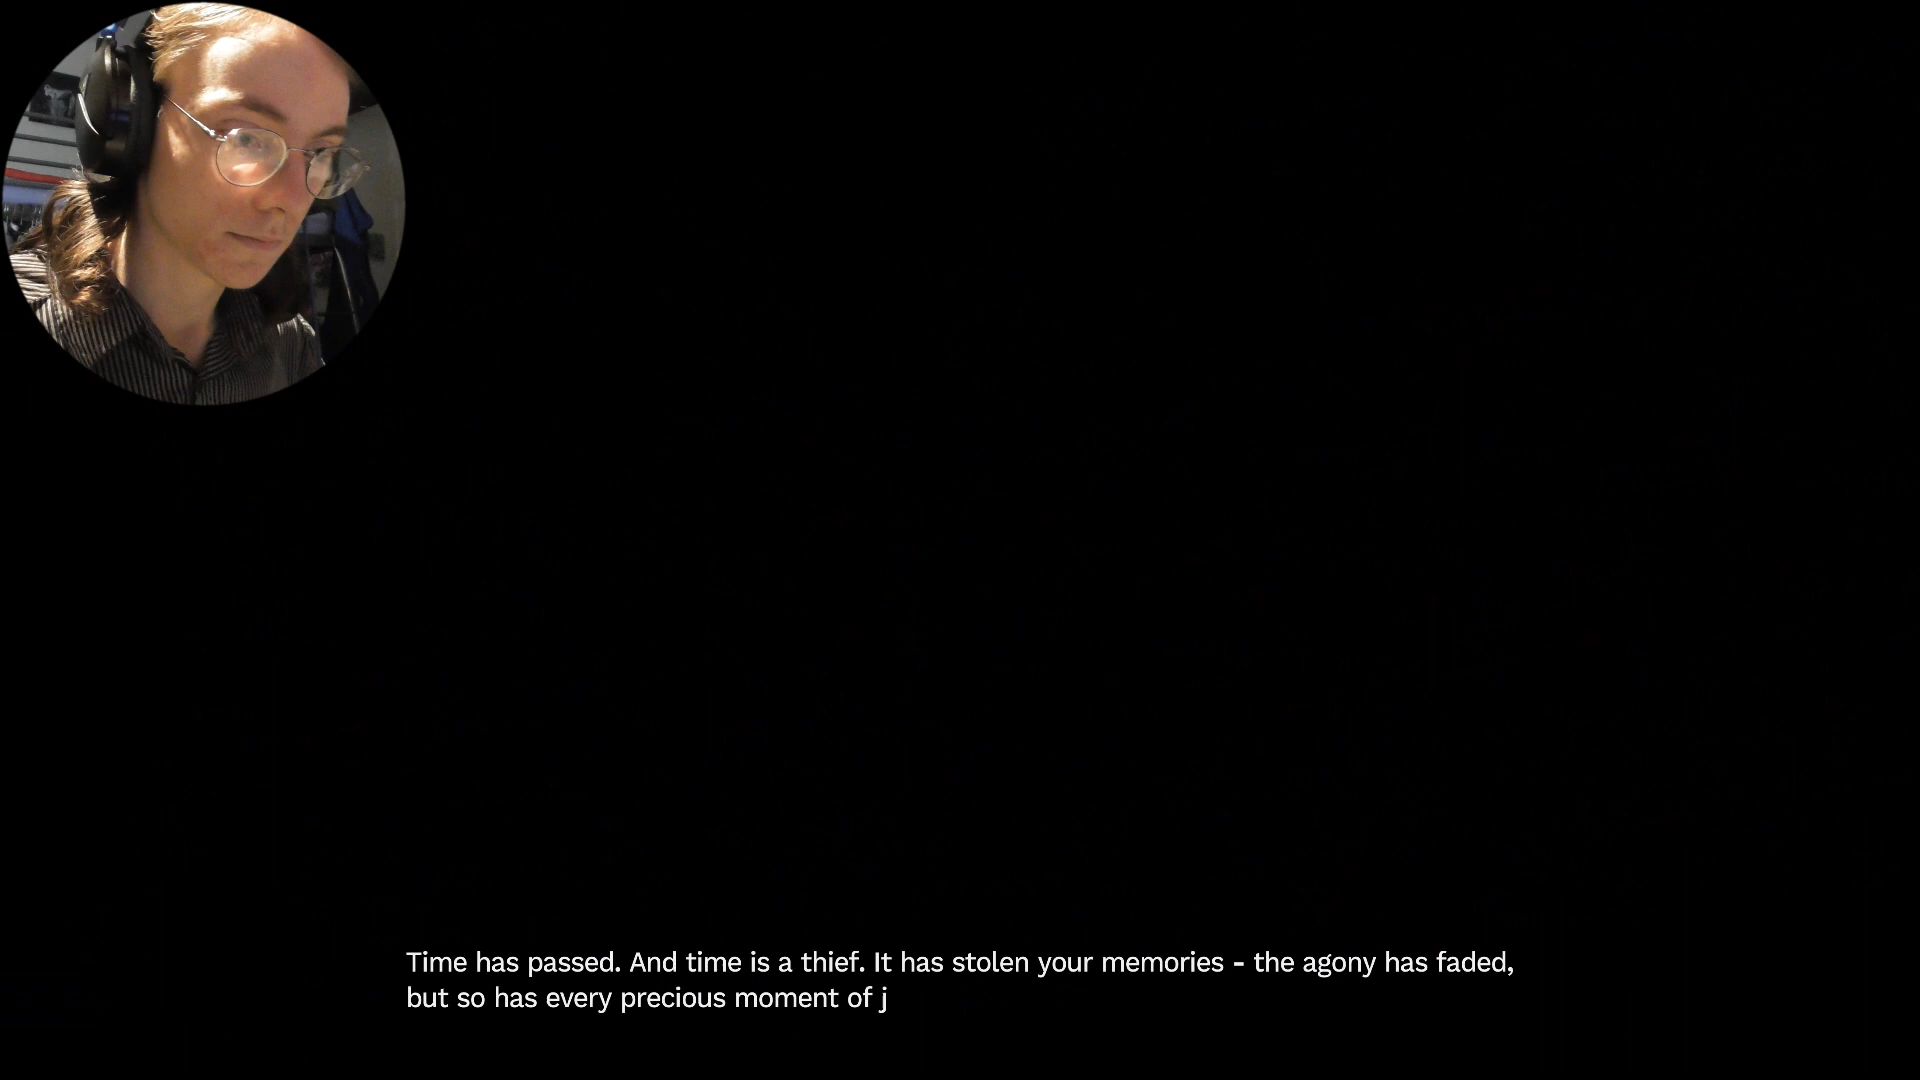 Time has passed. And time is a thief. It has stolen your memories - the agony has faded,
but so has every precious moment of j